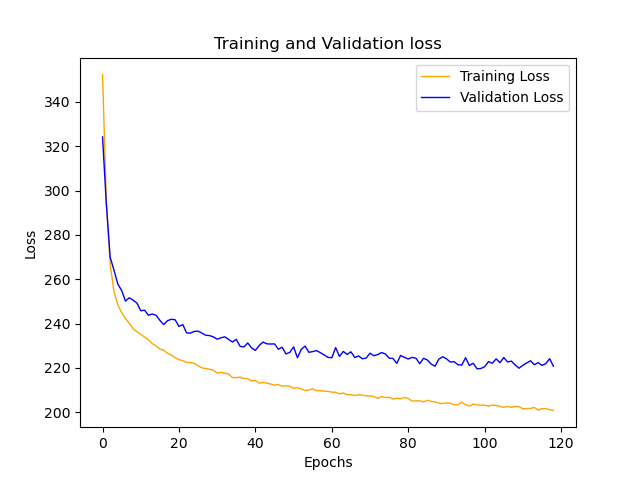 Training and Validation loss
Training Loss
Validation Loss
340
320
300
280
260
240
220
200
Loss
0 20 40 60 80 100 120
Epochs